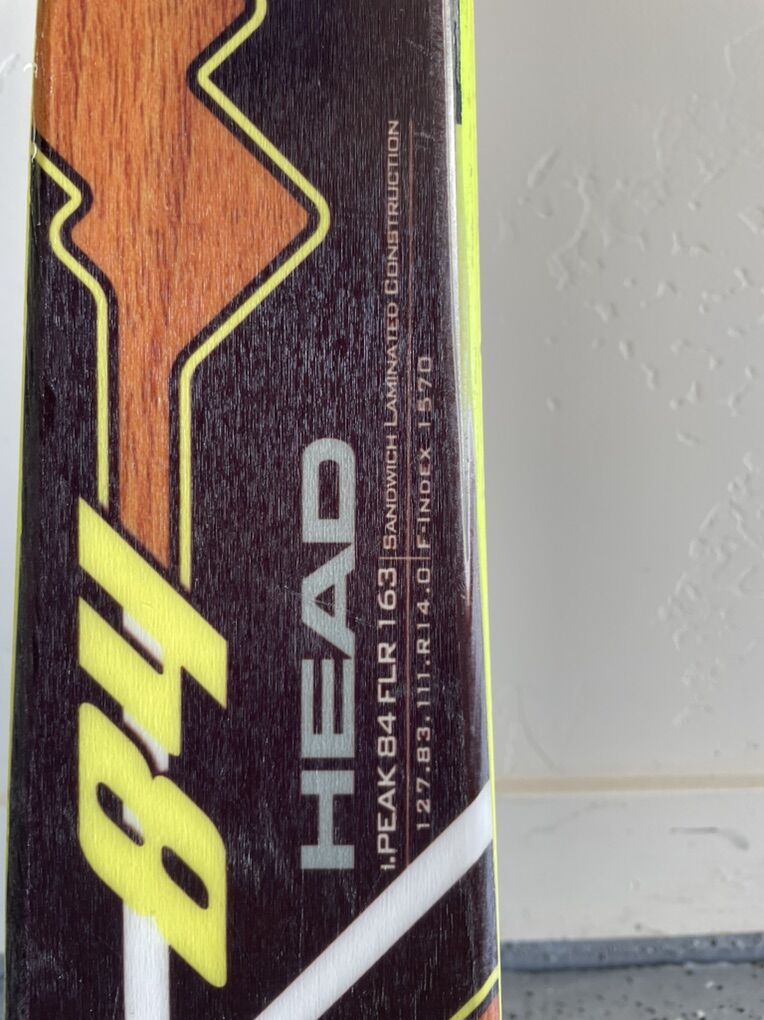 84
HEAD
i.PEAK 84 FLR 163 SANDWICH LAMINATED CONSTRUCTION
127.83.111.R14.0 F-INDEX 1570